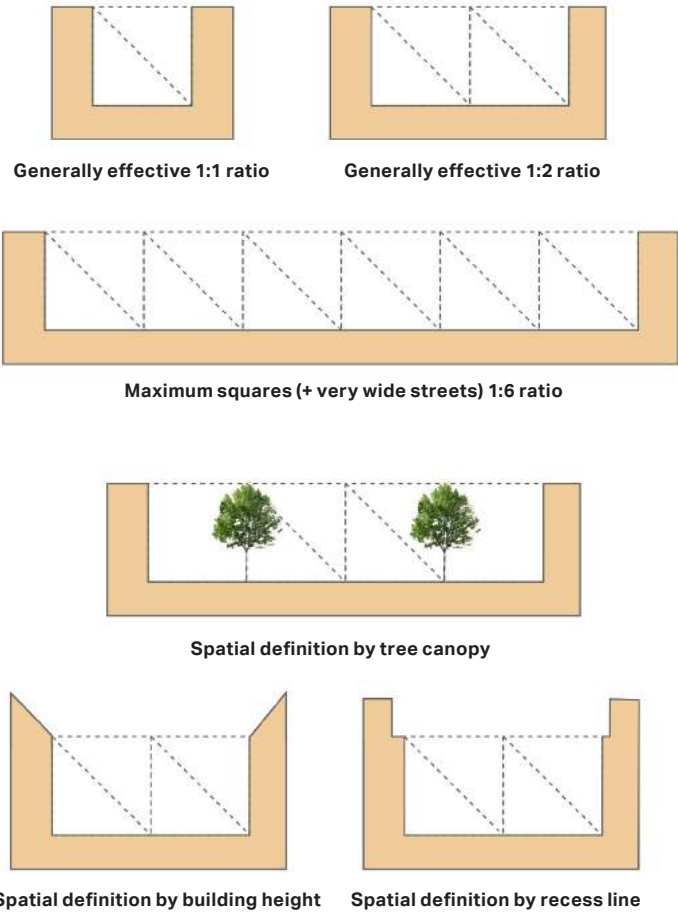 Generally effective 1:1 ratio
Generally effective 1:2 ratio
Maximum squares (+ very wide streets) 1:6 ratio
Spatial definition by tree canopy
Spatial definition by building height
Spatial definition by recess line